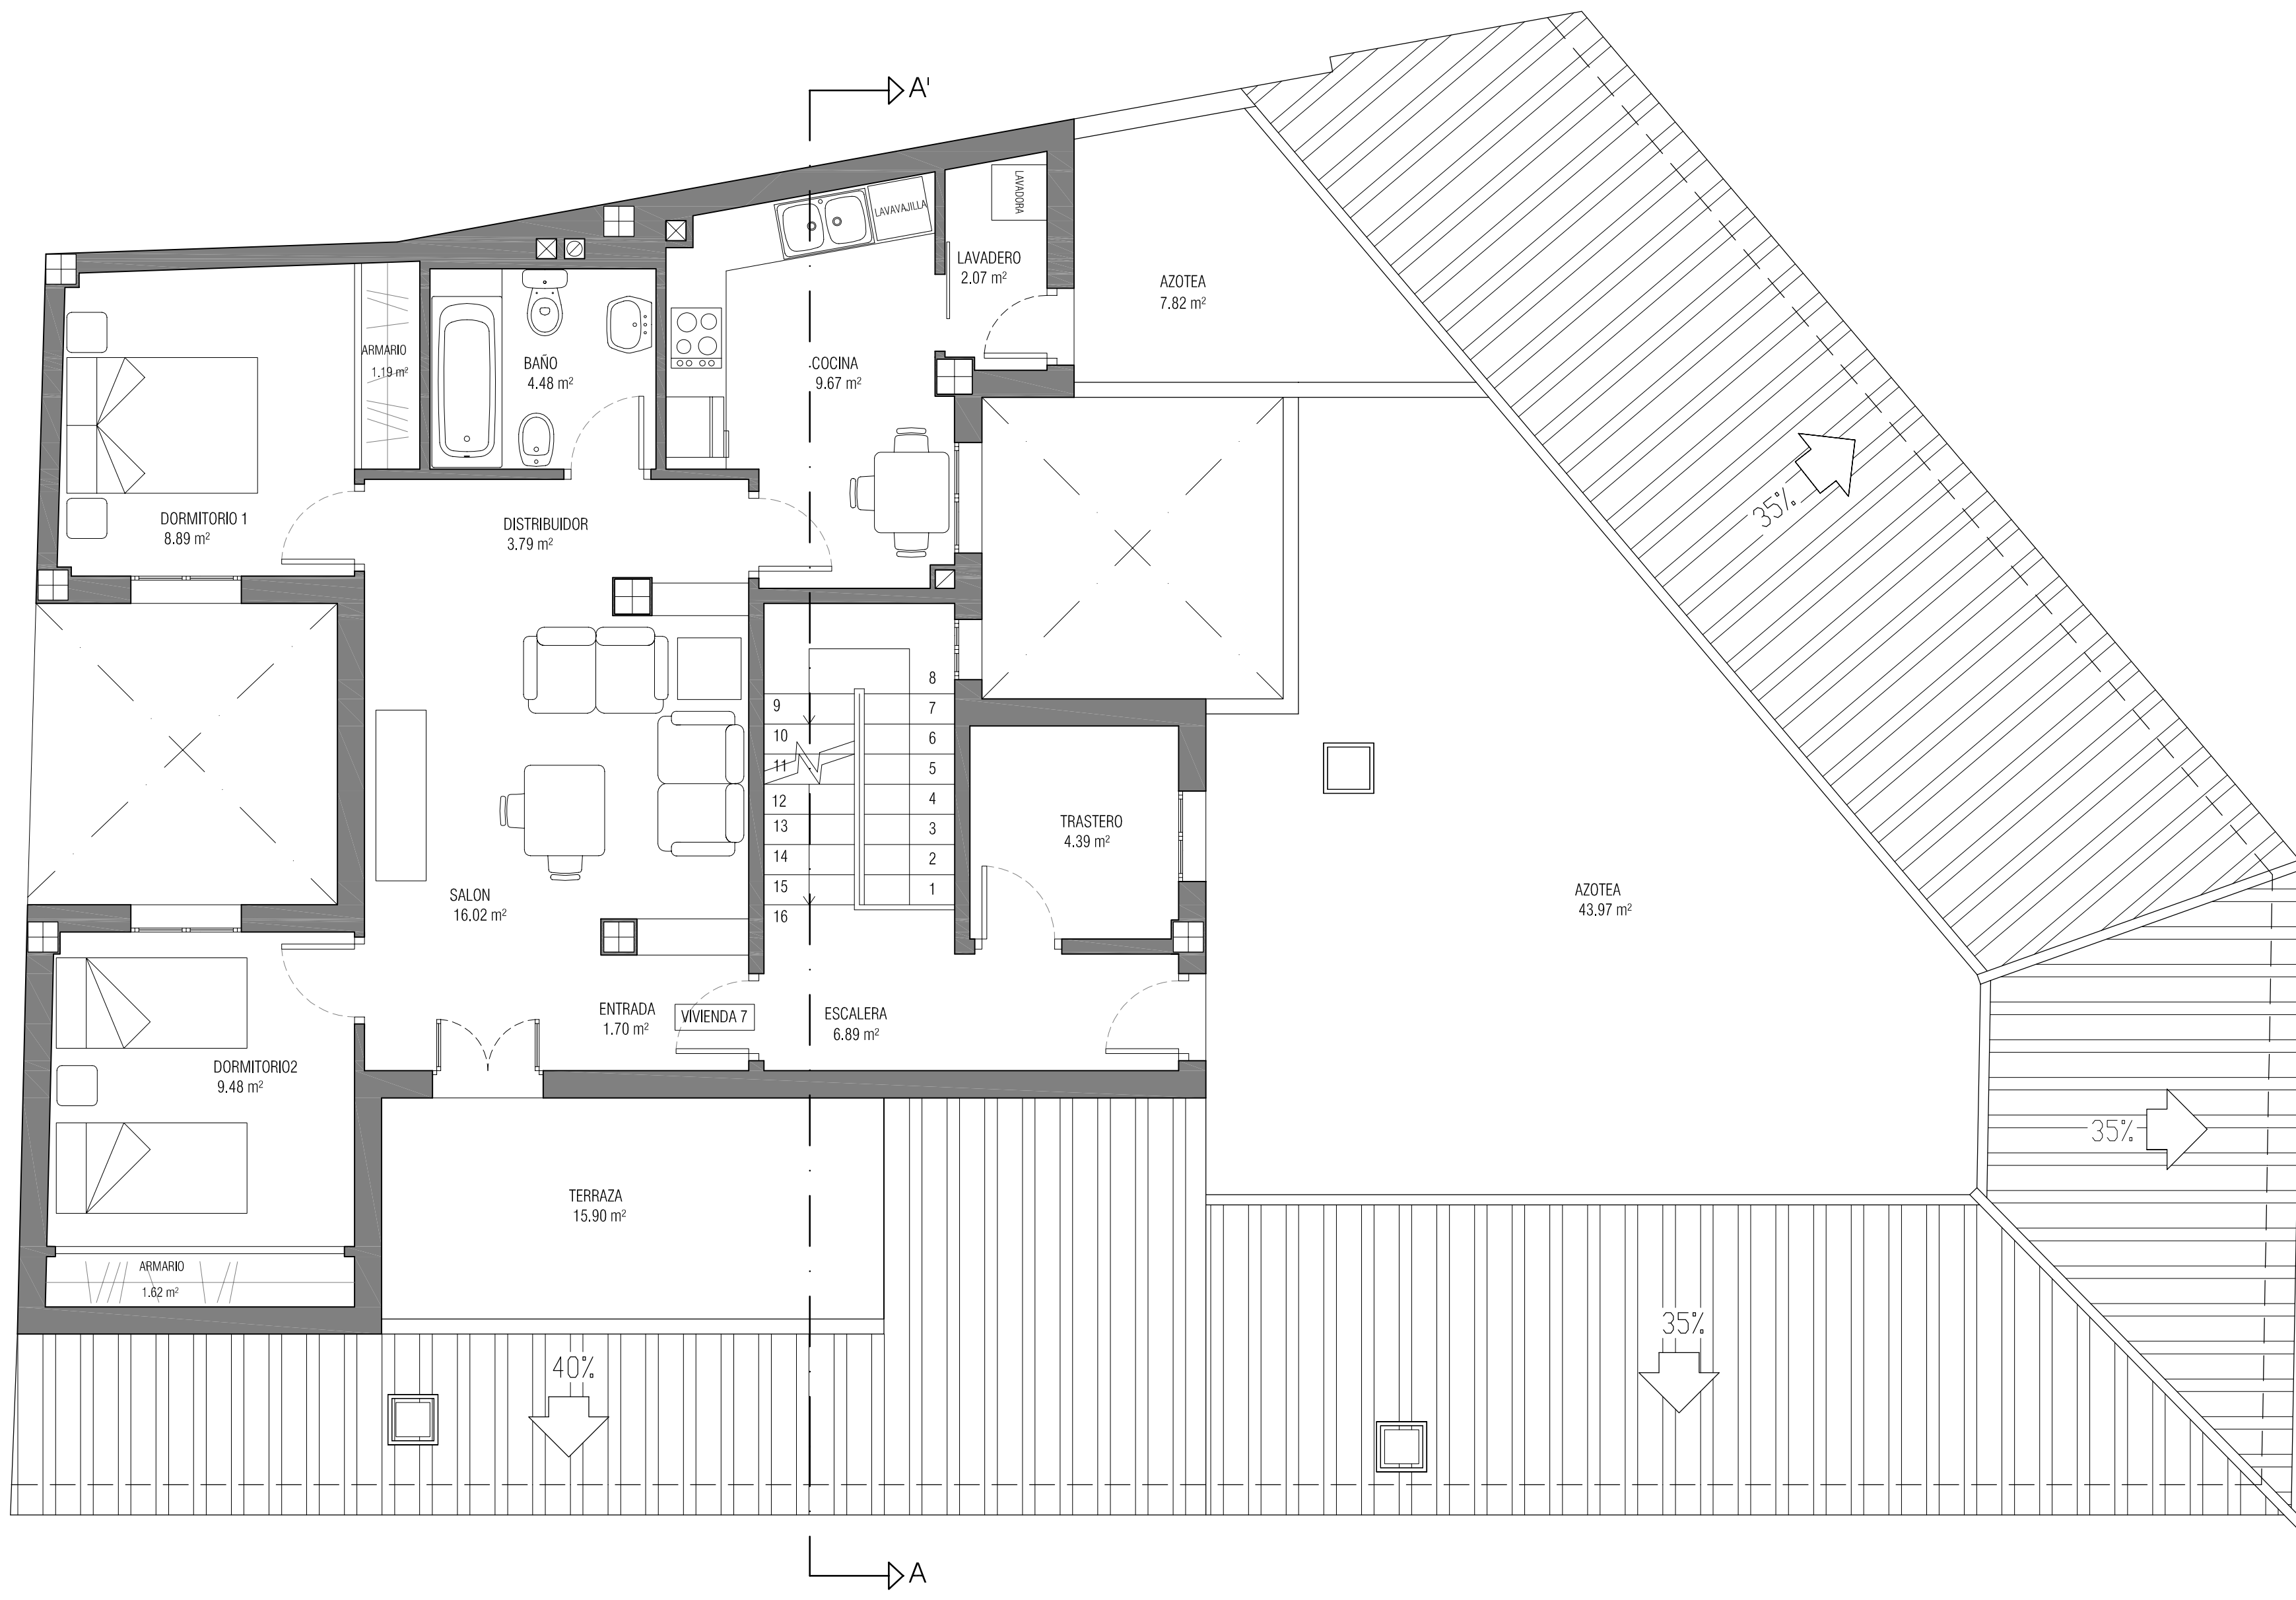 A'
LAVADORA
LAVAVAJILLA
LAVADERO
2.07 m²
AZOTEA
7.82 m²
ARMARIO
1.19 m²
BAÑO
4.48 m²
COCINA
9.67 m²
DORMITORIO 1
8.89 m²
DISTRIBUIDOR
3.79 m²
35%
8
9
7
10
6
11
5
12
4
13
3
14
2
15
1
16
TRASTERO
4.39 m²
SALON
16.02 m²
AZOTEA
43.97 m²
ENTRADA
1.70 m²
VIVIENDA 7
ESCALERA
6.89 m²
DORMITORIO2
9.48 m²
35%
TERRAZA
15.90 m²
ARMARIO
1.62 m²
35%
40%
A